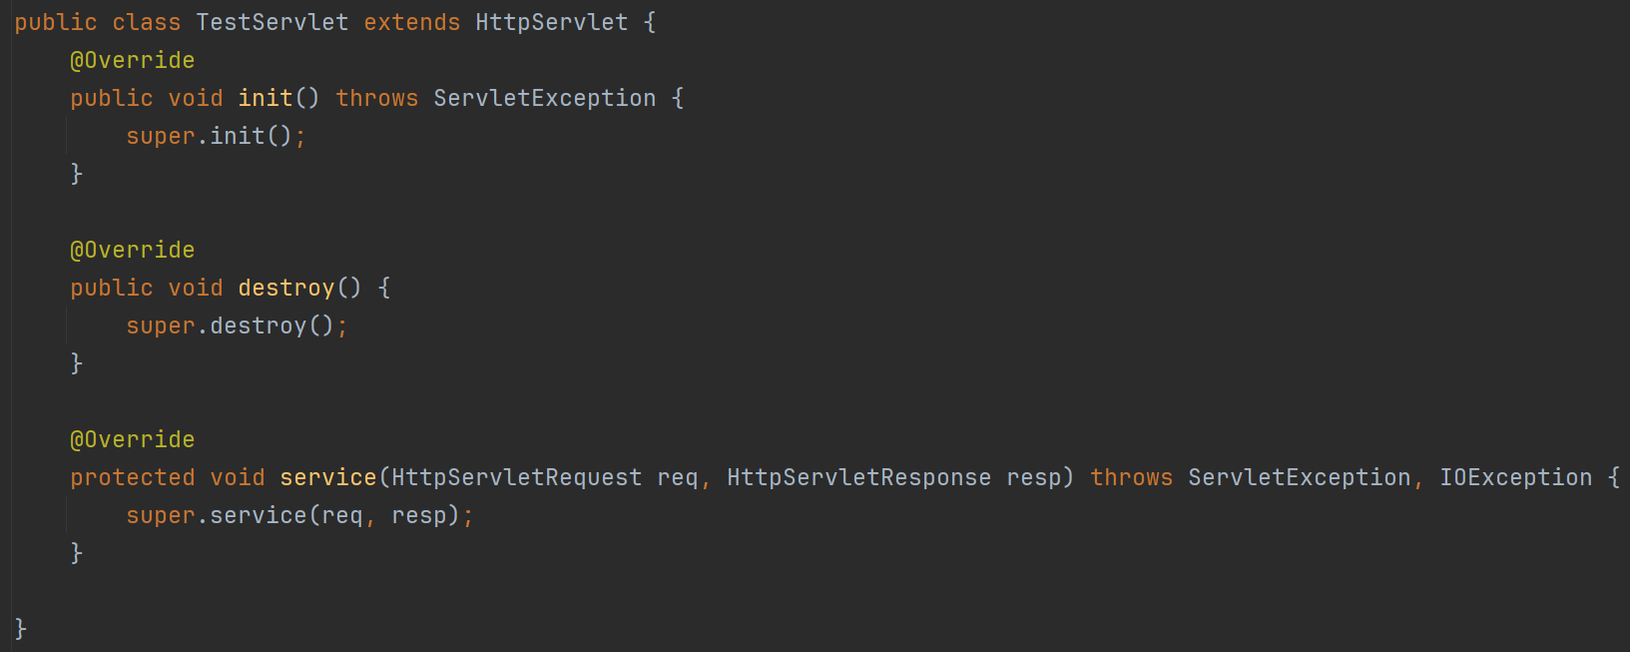 public class TestServlet extends HttpServlet {
    @Override
    public void init() throws ServletException {
        super.init();
    }
    @Override
    public void destroy() {
        super.destroy();
    }
    @Override
    protected void service(HttpServletRequest req, HttpServletResponse resp) throws ServletException, IOException {
        super.service(req, resp);
    }
}